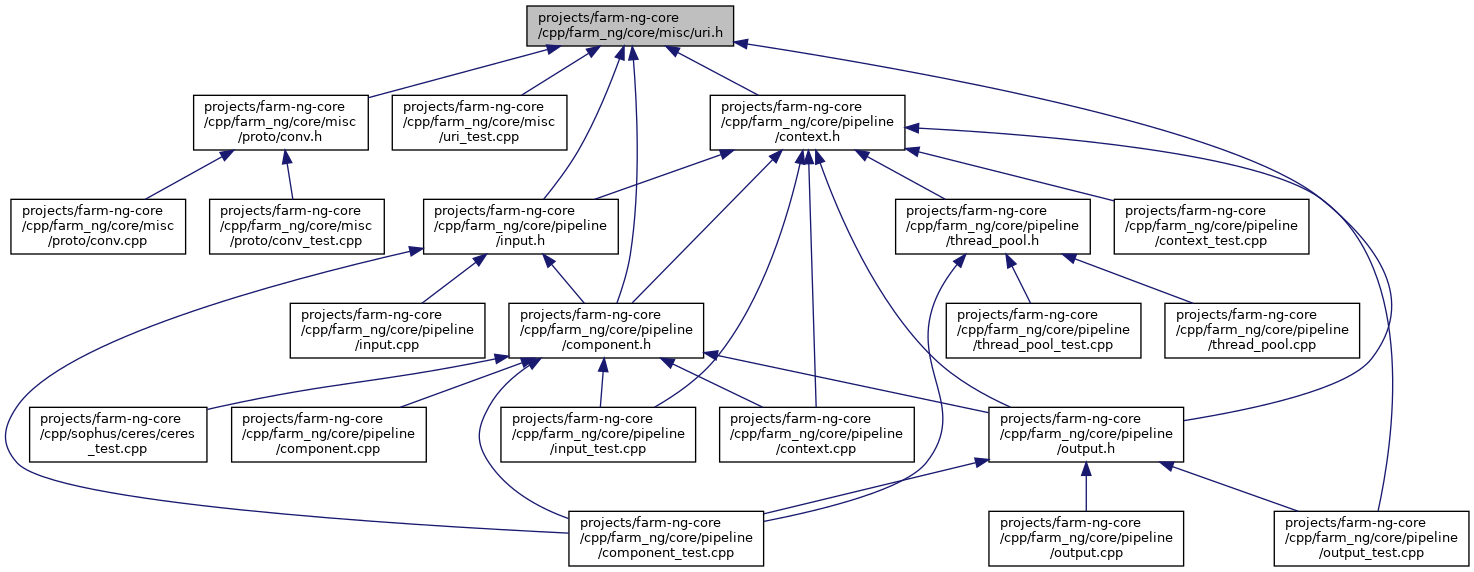 projects/farm-ng-core
/cpp/farm_ng/core/misc/uri.h
projects/farm-ng-core
/cpp/farm_ng/core/misc
/proto/conv.h
projects/farm-ng-core
/cpp/farm_ng/core/misc
/uri_test.cpp
projects/farm-ng-core
/cpp/farm_ng/core/pipeline
/context.h
projects/farm-ng-core
/cpp/farm_ng/core/misc
/proto/conv.cpp
projects/farm-ng-core
/cpp/farm_ng/core/misc
/proto/conv_test.cpp
projects/farm-ng-core
/cpp/farm_ng/core/pipeline
/input.h
projects/farm-ng-core
/cpp/farm_ng/core/pipeline
/thread_pool.h
projects/farm-ng-core
/cpp/farm_ng/core/pipeline
/context_test.cpp
projects/farm-ng-core
/cpp/farm_ng/core/pipeline
/input.cpp
projects/farm-ng-core
/cpp/farm_ng/core/pipeline
/component.h
projects/farm-ng-core
/cpp/farm_ng/core/pipeline
/thread_pool_test.cpp
projects/farm-ng-core
/cpp/farm_ng/core/pipeline
/thread_pool.cpp
projects/farm-ng-core
/cpp/sophus/ceres/ceres
_test.cpp
projects/farm-ng-core
/cpp/farm_ng/core/pipeline
/component.cpp
projects/farm-ng-core
/cpp/farm_ng/core/pipeline
/input_test.cpp
projects/farm-ng-core
/cpp/farm_ng/core/pipeline
/context.cpp
projects/farm-ng-core
/cpp/farm_ng/core/pipeline
/output.h
projects/farm-ng-core
/cpp/farm_ng/core/pipeline
/component_test.cpp
projects/farm-ng-core
/cpp/farm_ng/core/pipeline
/output.cpp
projects/farm-ng-core
/cpp/farm_ng/core/pipeline
/output_test.cpp